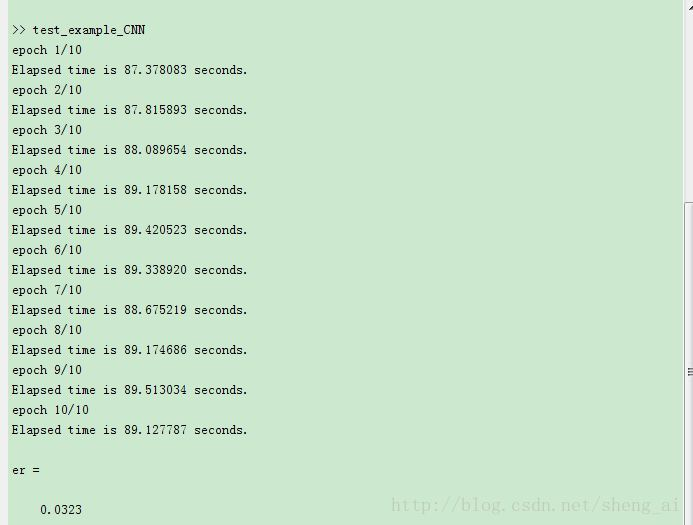 >> test_example_CNN
epoch 1/10
Elapsed time is 87.378083 seconds.
epoch 2/10
Elapsed time is 87.815893 seconds.
epoch 3/10
Elapsed time is 88.089654 seconds.
epoch 4/10
Elapsed time is 89.178158 seconds.
epoch 5/10
Elapsed time is 89.420523 seconds.
epoch 6/10
Elapsed time is 89.338920 seconds.
epoch 7/10
Elapsed time is 88.675219 seconds.
epoch 8/10
Elapsed time is 89.174686 seconds.
epoch 9/10
Elapsed time is 89.513034 seconds.
epoch 10/10
Elapsed time is 89.127787 seconds.
er =
0.0323
http://blog.csdn.net/sheng_ai